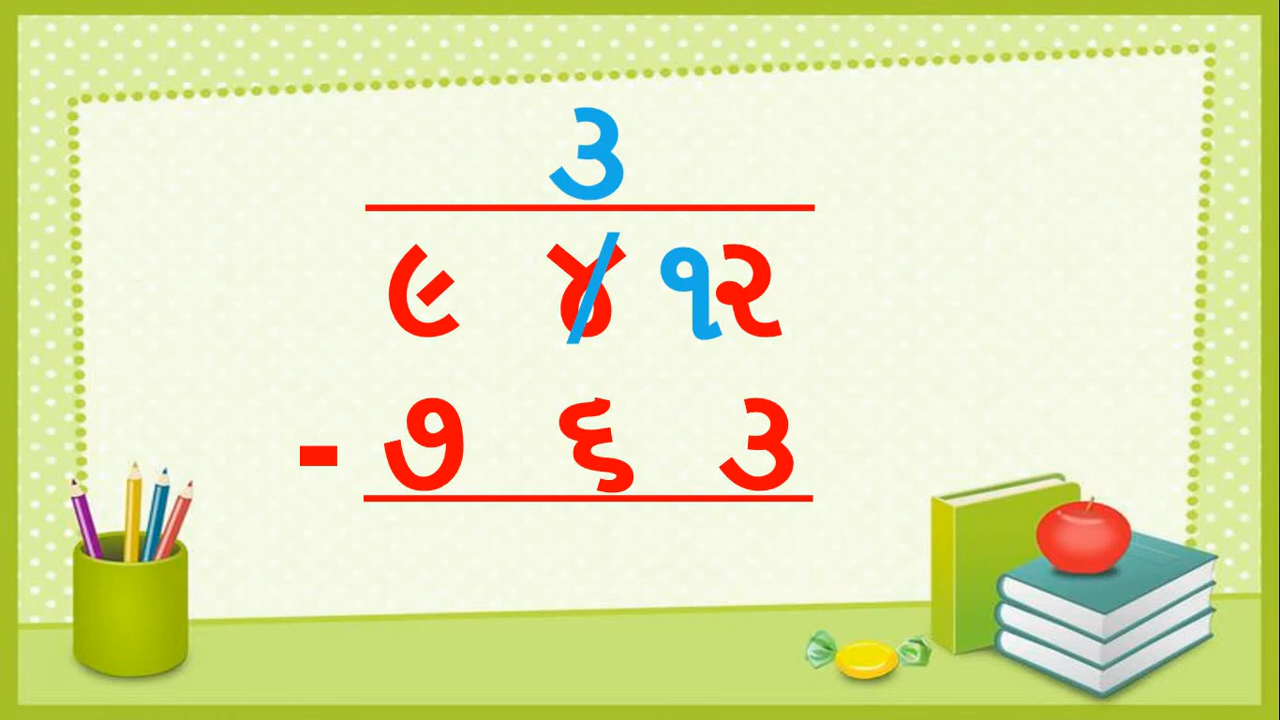 ૩
૯ ૪ ૧૨
- ૭ ૬ ૩